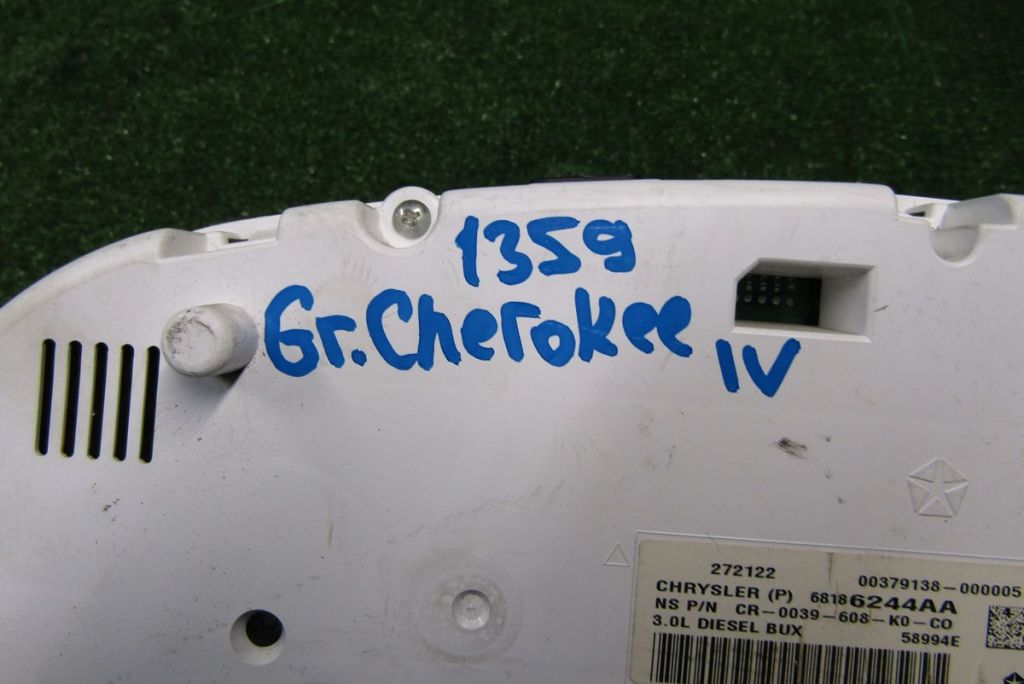 1359
Gr.Cherokee
IV
272122 00379138-000005
CHRYSLER (P) 68186244AA
NS P/N CR-0039-608-K0-CO
3.0L DIESEL BUX 58994E